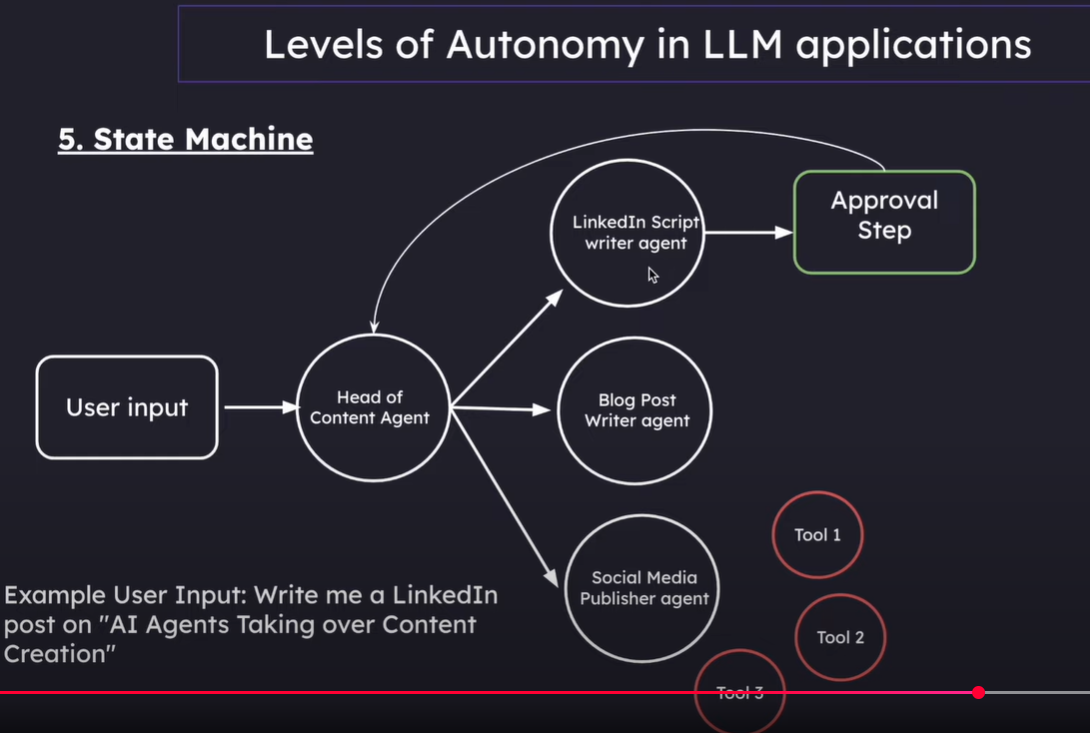 Levels of Autonomy in LLM applications
5. State Machine
LinkedIn Script
writer agent
Approval
Step
User input
Head of
Content Agent
Blog Post
Writer agent
Social Media
Publisher agent
Tool 1
Tool 2
Tool 3
Example User Input: Write me a LinkedIn
post on "AI Agents Taking over Content
Creation"